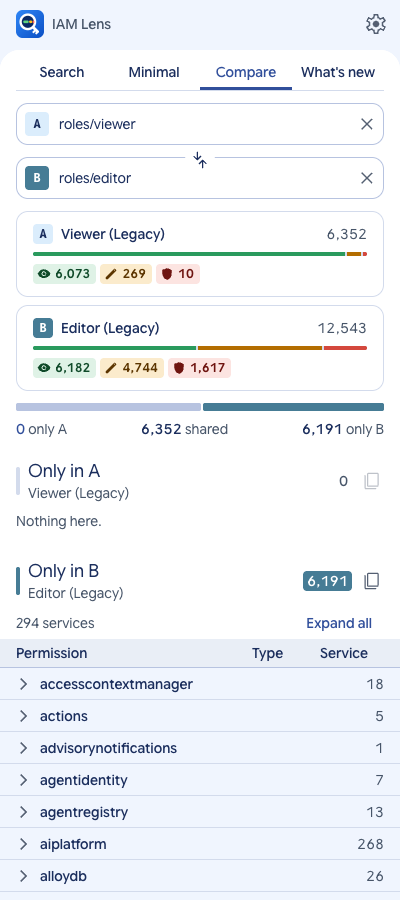 IAM Lens
Search Minimal Compare What's new
A roles/viewer
B roles/editor
A Viewer (Legacy) 6,352
6,073 269 10
B Editor (Legacy) 12,543
6,182 4,744 1,617
0 only A 6,352 shared 6,191 only B
Only in A
Viewer (Legacy)
0
Nothing here.
Only in B
Editor (Legacy)
6,191
294 services Expand all
Permission Type Service
accesscontextmanager 18
actions 5
advisorynotifications 1
agentidentity 7
agentregistry 13
aiplatform 268
alloydb 26